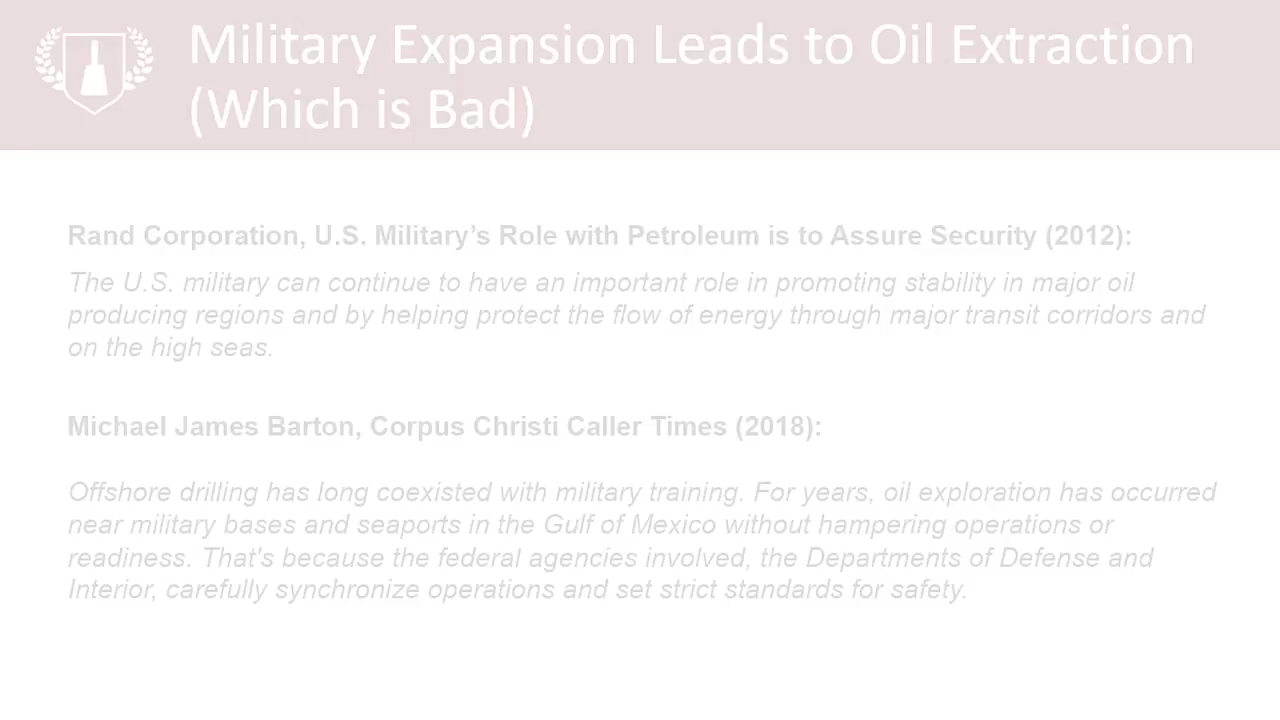 Military Expansion Leads to Oil Extraction
(Which is Bad)
Rand Corporation, U.S. Military’s Role with Petroleum is to Assure Security (2012):
The U.S. military can continue to have an important role in promoting stability in major oil
producing regions and by helping protect the flow of energy through major transit corridors and
on the high seas.
Michael James Barton, Corpus Christi Caller Times (2018):
Offshore drilling has long coexisted with military training. For years, oil exploration has occurred
near military bases and seaports in the Gulf of Mexico without hampering operations or
readiness. That's because the federal agencies involved, the Departments of Defense and
Interior, carefully synchronize operations and set strict standards for safety.